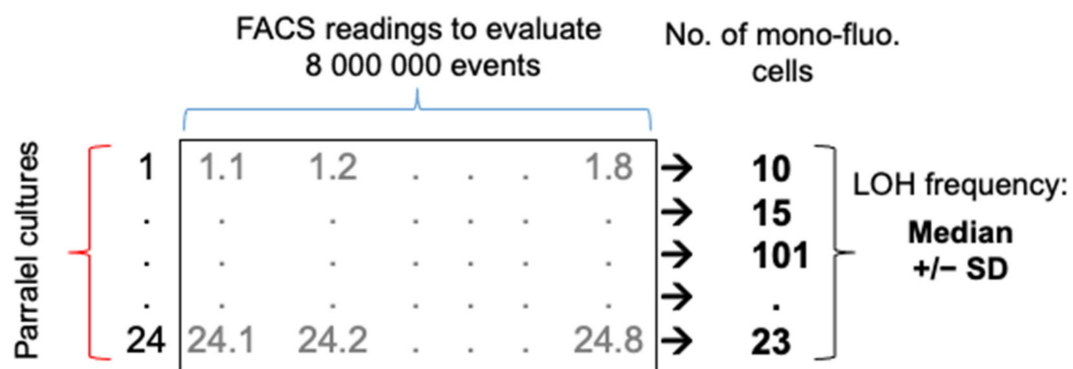 FACS readings to evaluate
8 000 000 events
No. of mono-fluo.
cells
Parralel cultures
1 1.1 1.2 . . . 1.8 → 10
. . . . . . . → 15
. . . . . . . → 101
. . . . . . . → .
24 24.1 24.2 . . . 24.8 → 23
LOH frequency:
Median
+/− SD